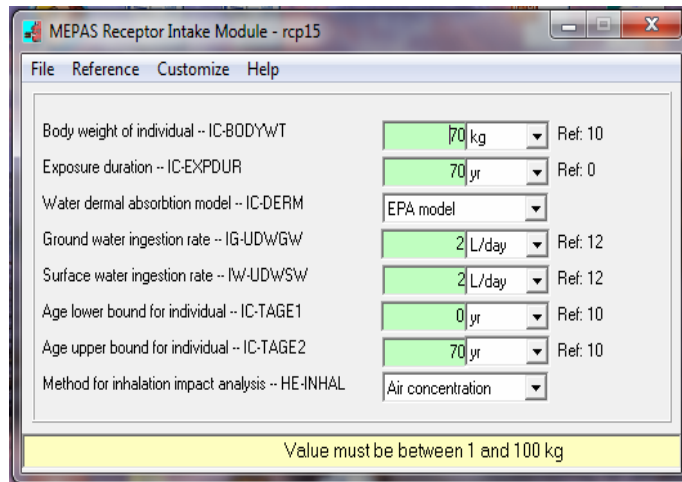 MEPAS Receptor Intake Module - rcp15
File Reference Customize Help
Body weight of individual -- IC-BODYWT 70 kg Ref: 10
Exposure duration -- IC-EXPDUR 70 yr Ref: 0
Water dermal absorbtion model -- IC-DERM EPA model
Ground water ingestion rate -- IG-UDWGW 2 L/day Ref: 12
Surface water ingestion rate -- IW-UDWSW 2 L/day Ref: 12
Age lower bound for individual -- IC-TAGE1 0 yr Ref: 10
Age upper bound for individual -- IC-TAGE2 70 yr Ref: 10
Method for inhalation impact analysis -- HE-INHAL Air concentration
Value must be between 1 and 100 kg